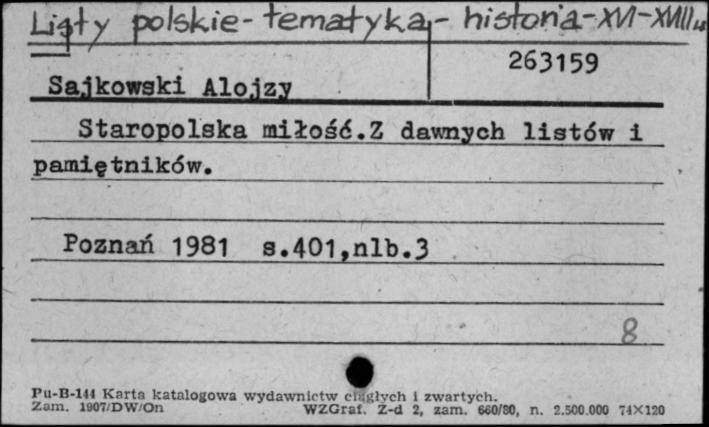 Listy polskie - tematyka - historia - XVI - XVIII w
263159
Sajkowski Alojzy
Staropolska miłość.Z dawnych listów i
pamiętników.
Poznań 1981 s.401,nlb.3
8
Pu-B-144 Karta katalogowa wydawnictw ciągłych i zwartych.
Zam. 1907/DW/On WZGraf. Z-d 2, zam. 660/80, n. 2.500.000 74×120